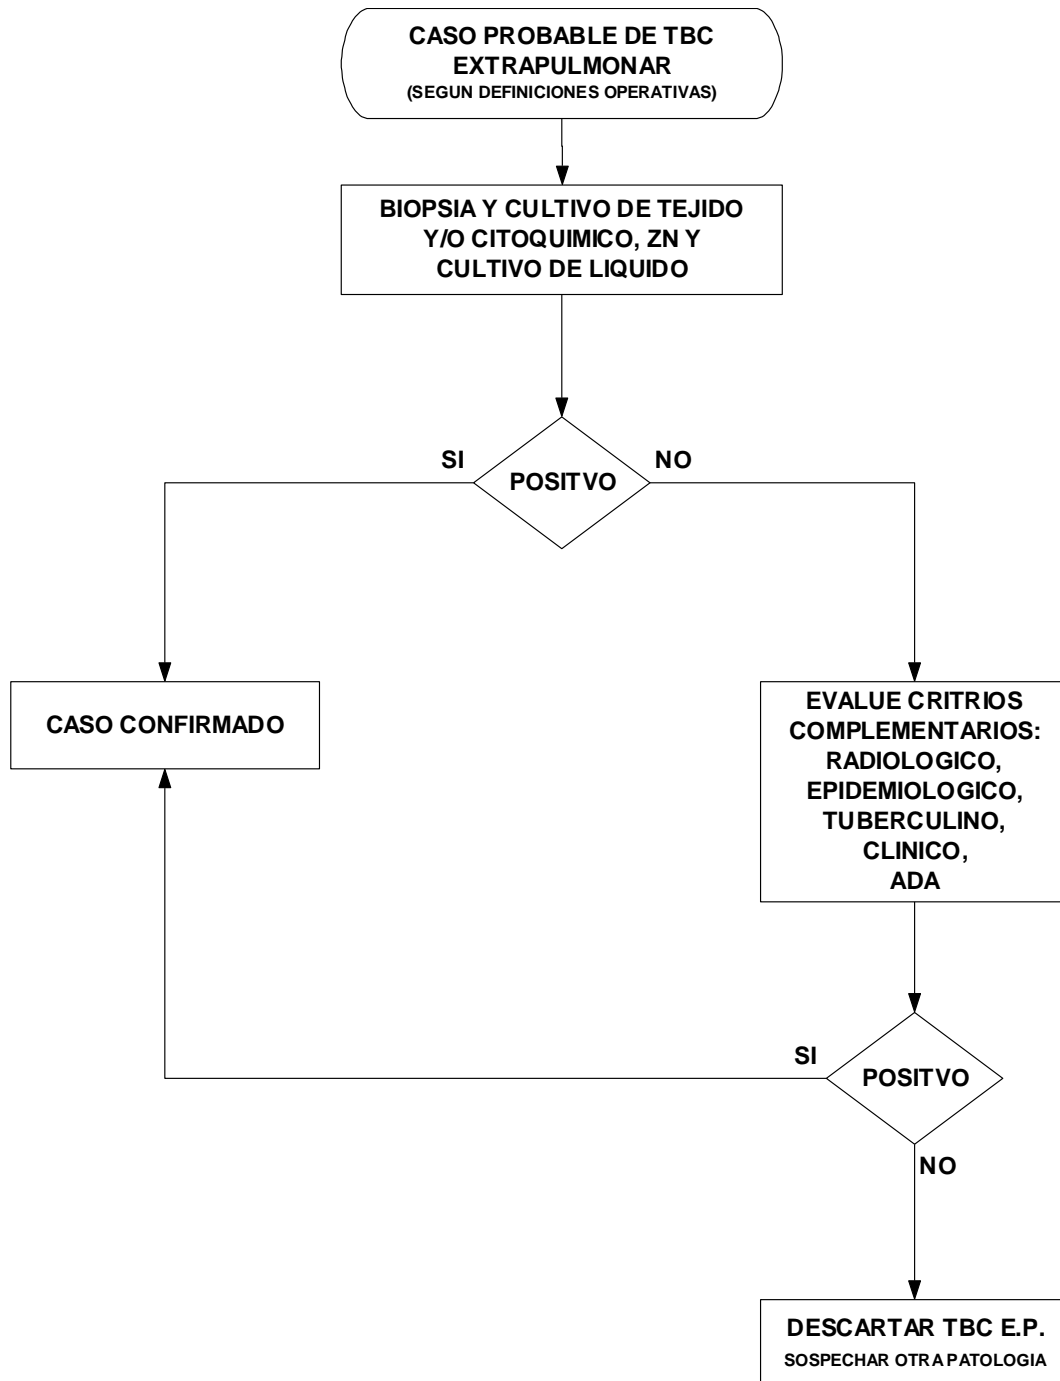 CASO PROBABLE DE TBC
EXTRAPULMONAR
(SEGUN DEFINICIONES OPERATIVAS)
BIOPSIA Y CULTIVO DE TEJIDO
Y/O CITOQUIMICO, ZN Y
CULTIVO DE LIQUIDO
SI
POSITVO
NO
CASO CONFIRMADO
EVALUE CRITRIOS
COMPLEMENTARIOS:
RADIOLOGICO,
EPIDEMIOLOGICO,
TUBERCULINO,
CLINICO,
ADA
SI
POSITVO
NO
DESCARTAR TBC E.P.
SOSPECHAR OTRA PATOLOGIA